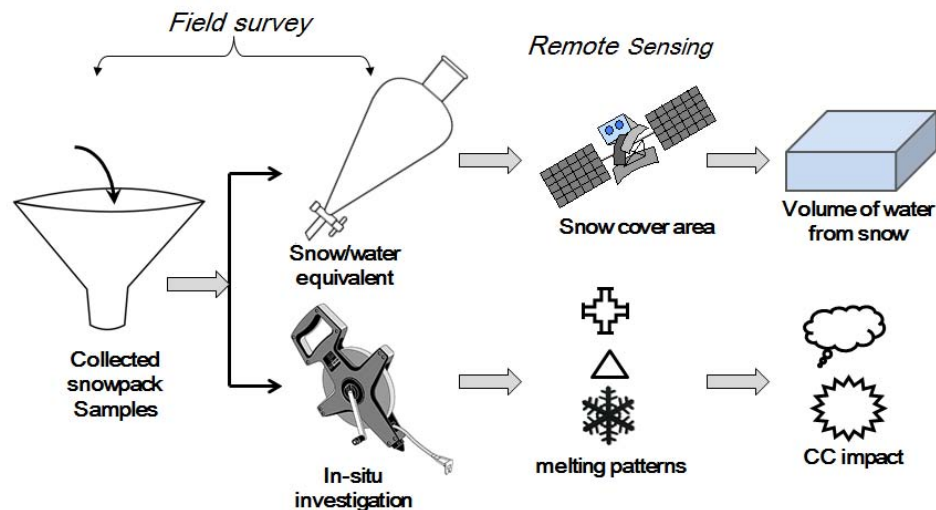 Field survey
Remote Sensing
Snow/water
equivalent
Snow cover area
Volume of water
from snow
Collected
snowpack
Samples
In-situ
investigation
melting patterns
CC impact